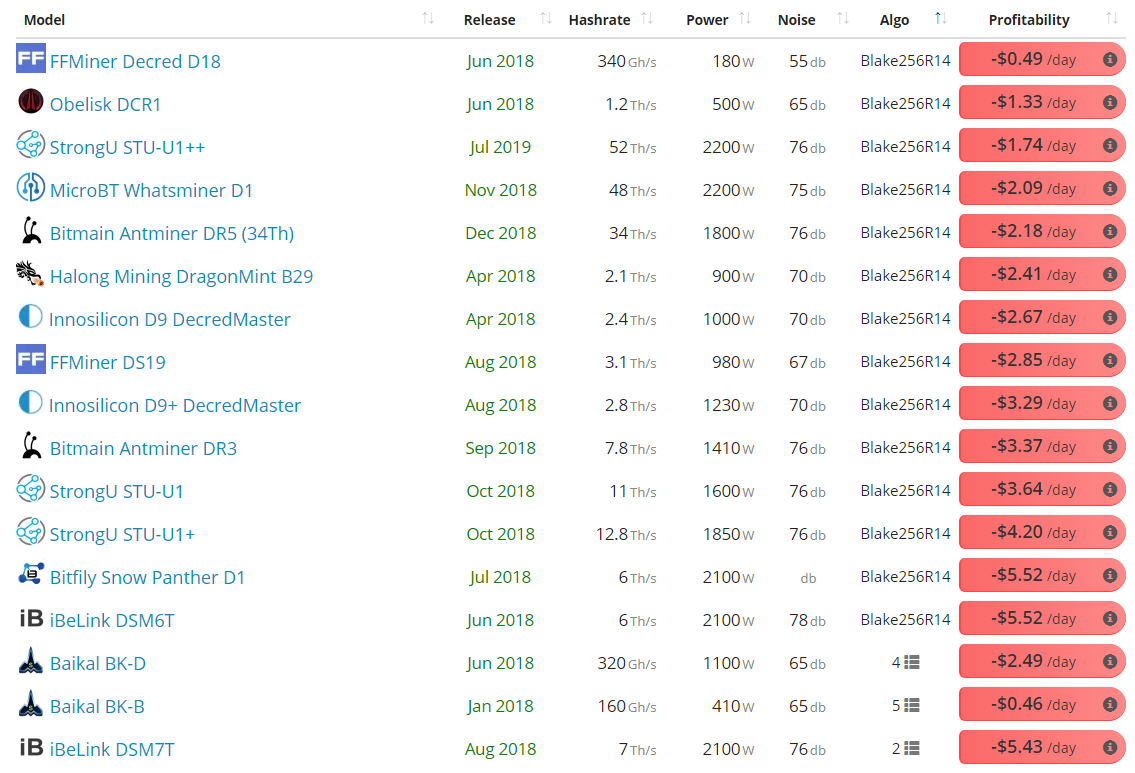 Model Release Hashrate Power Noise Algo Profitability
FF FFMiner Decred D18 Jun 2018 340 Gh/s 180 W 55 db Blake256R14 -$0.49 /day
Obelisk DCR1 Jun 2018 1.2 Th/s 500 W 65 db Blake256R14 -$1.33 /day
StrongU STU-U1++ Jul 2019 52 Th/s 2200 W 76 db Blake256R14 -$1.74 /day
MicroBT Whatsminer D1 Nov 2018 48 Th/s 2200 W 75 db Blake256R14 -$2.09 /day
Bitmain Antminer DR5 (34Th) Dec 2018 34 Th/s 1800 W 76 db Blake256R14 -$2.18 /day
Halong Mining DragonMint B29 Apr 2018 2.1 Th/s 900 W 70 db Blake256R14 -$2.41 /day
Innosilicon D9 DecredMaster Apr 2018 2.4 Th/s 1000 W 70 db Blake256R14 -$2.67 /day
FF FFMiner DS19 Aug 2018 3.1 Th/s 980 W 67 db Blake256R14 -$2.85 /day
Innosilicon D9+ DecredMaster Aug 2018 2.8 Th/s 1230 W 70 db Blake256R14 -$3.29 /day
Bitmain Antminer DR3 Sep 2018 7.8 Th/s 1410 W 76 db Blake256R14 -$3.37 /day
StrongU STU-U1 Oct 2018 11 Th/s 1600 W 76 db Blake256R14 -$3.64 /day
StrongU STU-U1+ Oct 2018 12.8 Th/s 1850 W 76 db Blake256R14 -$4.20 /day
Bitfily Snow Panther D1 Jul 2018 6 Th/s 2100 W db Blake256R14 -$5.52 /day
iB iBeLink DSM6T Jun 2018 6 Th/s 2100 W 78 db Blake256R14 -$5.52 /day
Baikal BK-D Jun 2018 320 Gh/s 1100 W 65 db 4 -$2.49 /day
Baikal BK-B Jan 2018 160 Gh/s 410 W 65 db 5 -$0.46 /day
iB iBeLink DSM7T Aug 2018 7 Th/s 2100 W 76 db 2 -$5.43 /day